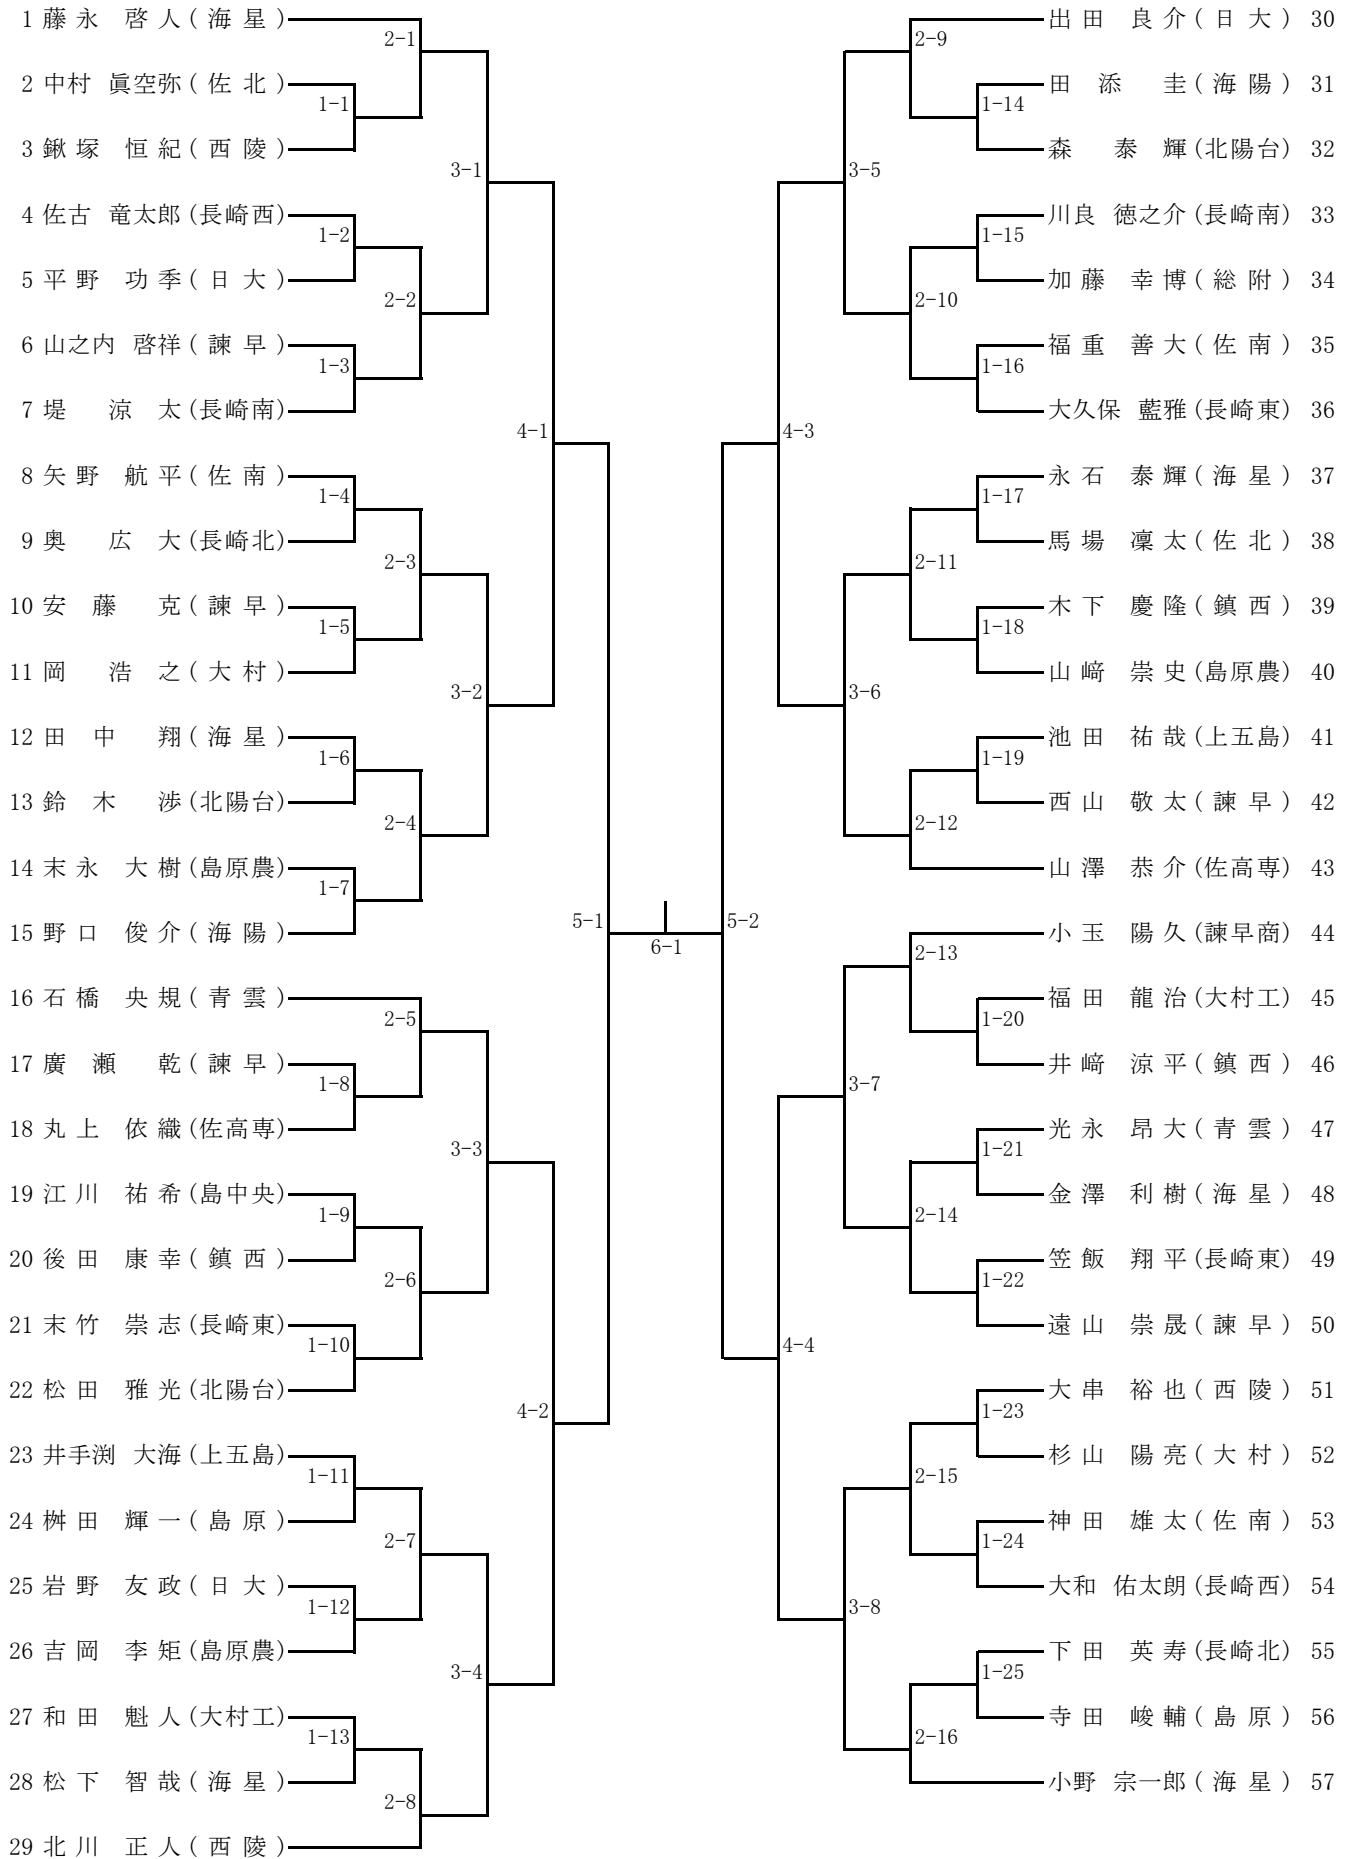 1 藤永 啓人(海星)
2-1
2 中村 眞空弥(佐北)
1-1
3 鍬塚 恒紀(西陵)
3-1
4 佐古 竜太郎(長崎西)
1-2
5 平野 功季(日大)
2-2
6 山之内 啓祥(諫早)
1-3
7 堤 涼太(長崎南)
4-1
8 矢野 航平(佐南)
1-4
9 奥 広大(長崎北)
2-3
10 安藤 克(諫早)
1-5
11 岡 浩之(大村)
3-2
12 田中 翔(海星)
1-6
13 鈴木 渉(北陽台)
2-4
14 末永 大樹(島原農)
1-7
15 野口 俊介(海陽)
5-1
16 石橋 央規(青雲)
2-5
17 廣瀬 乾(諫早)
1-8
18 丸上 依織(佐高専)
3-3
19 江川 祐希(島中央)
1-9
20 後田 康幸(鎮西)
2-6
21 末竹 崇志(長崎東)
1-10
22 松田 雅光(北陽台)
4-2
23 井手渕 大海(上五島)
1-11
24 桝田 輝一(島原)
2-7
25 岩野 友政(日大)
1-12
26 吉岡 李矩(島原農)
3-4
27 和田 魁人(大村工)
1-13
28 松下 智哉(海星)
2-8
29 北川 正人(西陵)
6-1
出田 良介(日大) 30
2-9
田添 圭(海陽) 31
1-14
森 泰輝(北陽台) 32
3-5
川良 徳之介(長崎南) 33
1-15
加藤 幸博(総附) 34
2-10
福重 善大(佐南) 35
1-16
大久保 藍雅(長崎東) 36
4-3
永石 泰輝(海星) 37
1-17
馬場 凜太(佐北) 38
2-11
木下 慶隆(鎮西) 39
1-18
山﨑 崇史(島原農) 40
3-6
池田 祐哉(上五島) 41
1-19
西山 敬太(諫早) 42
2-12
山澤 恭介(佐高専) 43
5-2
小玉 陽久(諫早商) 44
2-13
福田 龍治(大村工) 45
1-20
井﨑 涼平(鎮西) 46
3-7
光永 昂大(青雲) 47
1-21
金澤 利樹(海星) 48
2-14
笠飯 翔平(長崎東) 49
1-22
遠山 崇晟(諫早) 50
4-4
大串 裕也(西陵) 51
1-23
杉山 陽亮(大村) 52
2-15
神田 雄太(佐南) 53
1-24
大和 佑太朗(長崎西) 54
3-8
下田 英寿(長崎北) 55
1-25
寺田 峻輔(島原) 56
2-16
小野 宗一郎(海星) 57